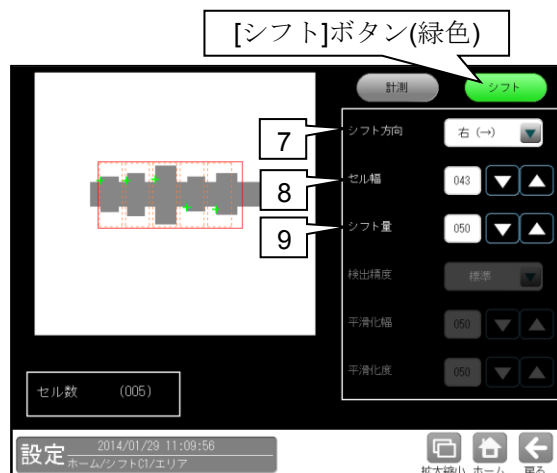 [シフト]ボタン(緑色)
計測
シフト
7
シフト方向
右 (→)
8
セル幅
043
9
シフト量
050
検出精度
標準
平滑化幅
050
平滑化度
050
セル数 (005)
設定
2014/01/29 11:09:56
ホーム/シフトC1/エリア
拡大縮小 ホーム 戻る